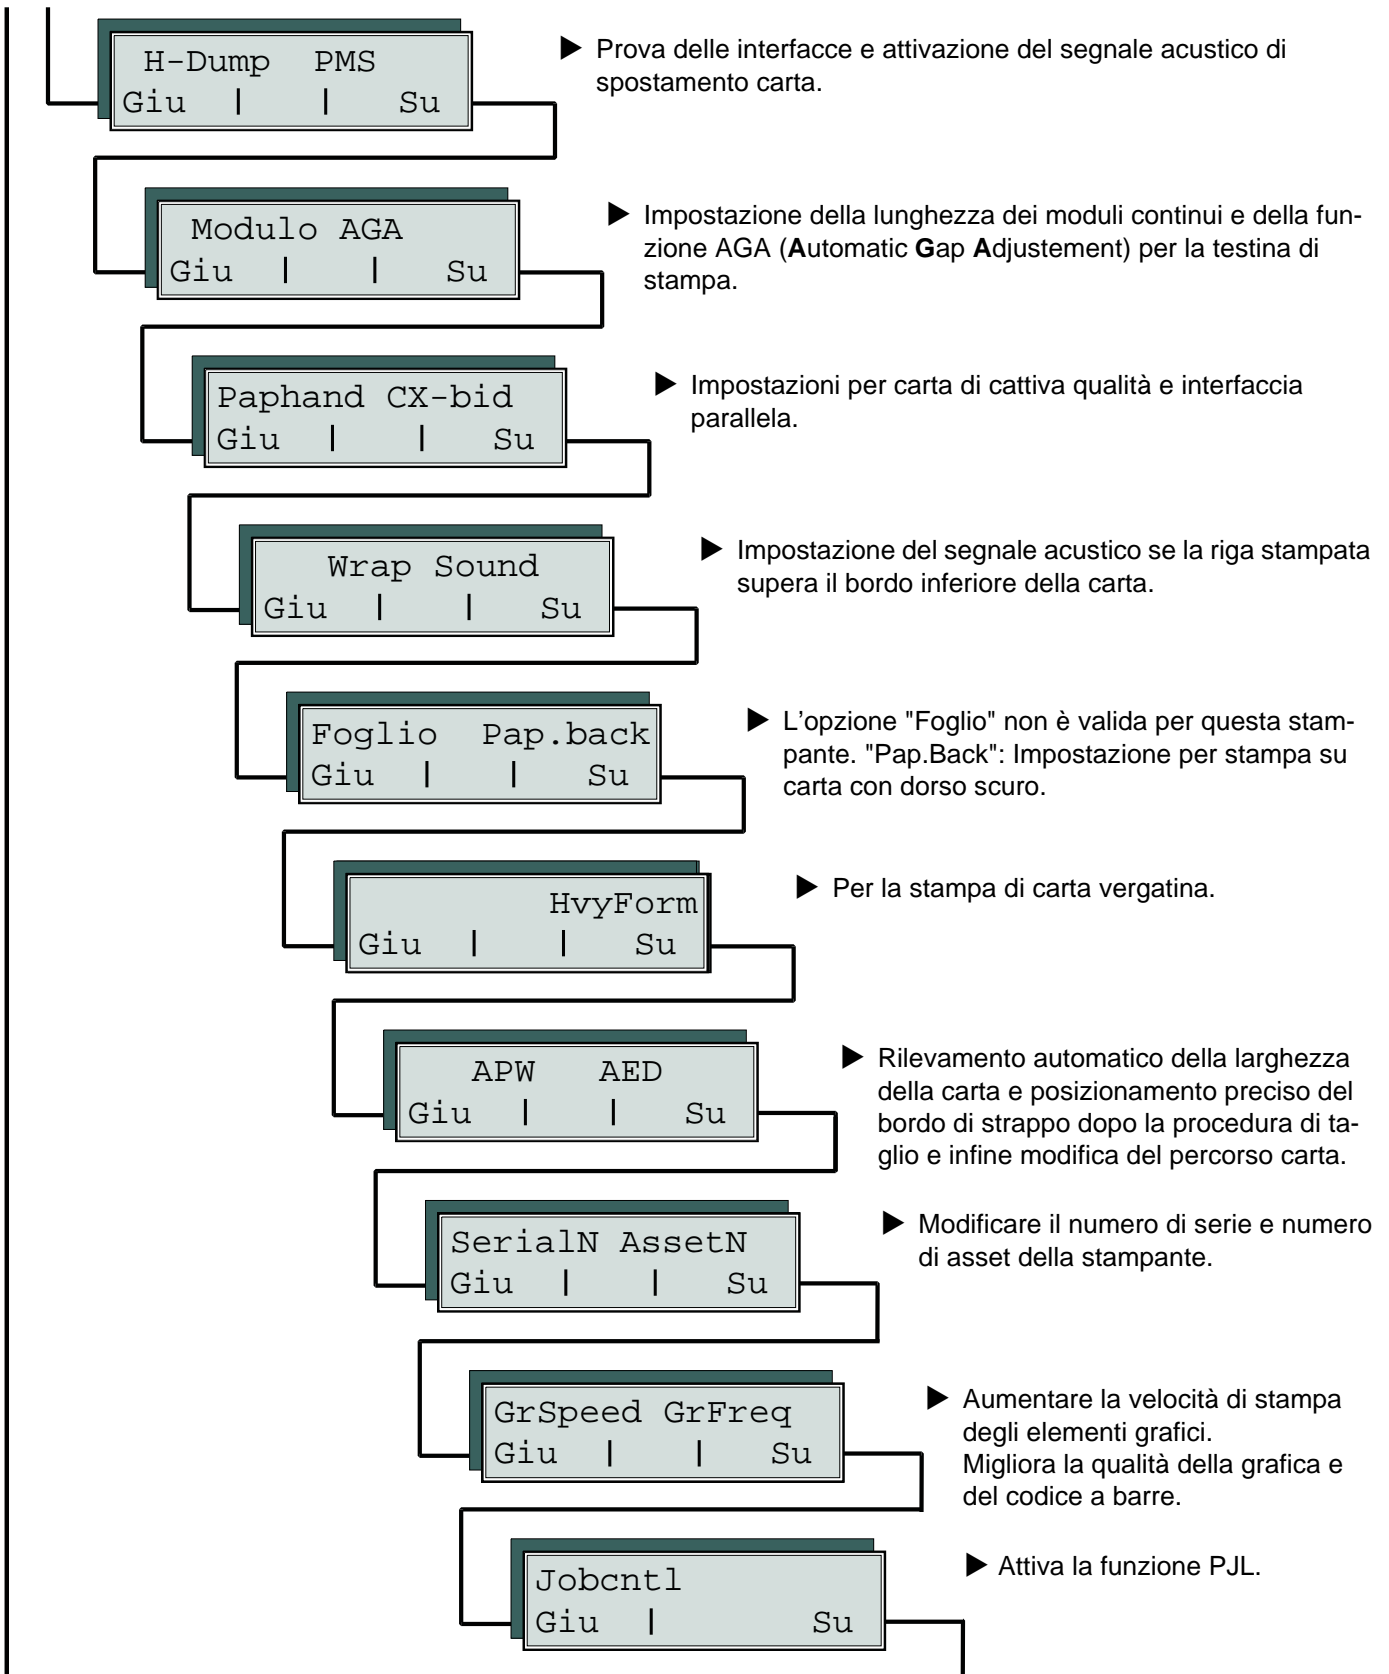 H-Dump PMS
Giu | | Su
Prova delle interfacce e attivazione del segnale acustico di
spostamento carta.
Modulo AGA
Giu | | Su
Impostazione della lunghezza dei moduli continui e della fun-
zione AGA (Automatic Gap Adjustement) per la testina di
stampa.
Paphand CX-bid
Giu | | Su
Impostazioni per carta di cattiva qualità e interfaccia
parallela.
Wrap Sound
Giu | | Su
Impostazione del segnale acustico se la riga stampata
supera il bordo inferiore della carta.
Foglio Pap.back
Giu | | Su
L'opzione "Foglio" non è valida per questa stam-
pante. "Pap.Back": Impostazione per stampa su
carta con dorso scuro.
HvyForm
Giu | | Su
Per la stampa di carta vergatina.
APW AED
Giu | | Su
Rilevamento automatico della larghezza
della carta e posizionamento preciso del
bordo di strappo dopo la procedura di ta-
glio e infine modifica del percorso carta.
SerialN AssetN
Giu | | Su
Modificare il numero di serie e numero
di asset della stampante.
GrSpeed GrFreq
Giu | | Su
Aumentare la velocità di stampa
degli elementi grafici.
Migliora la qualità della grafica e
del codice a barre.
Jobcntl
Giu | Su
Attiva la funzione PJL.